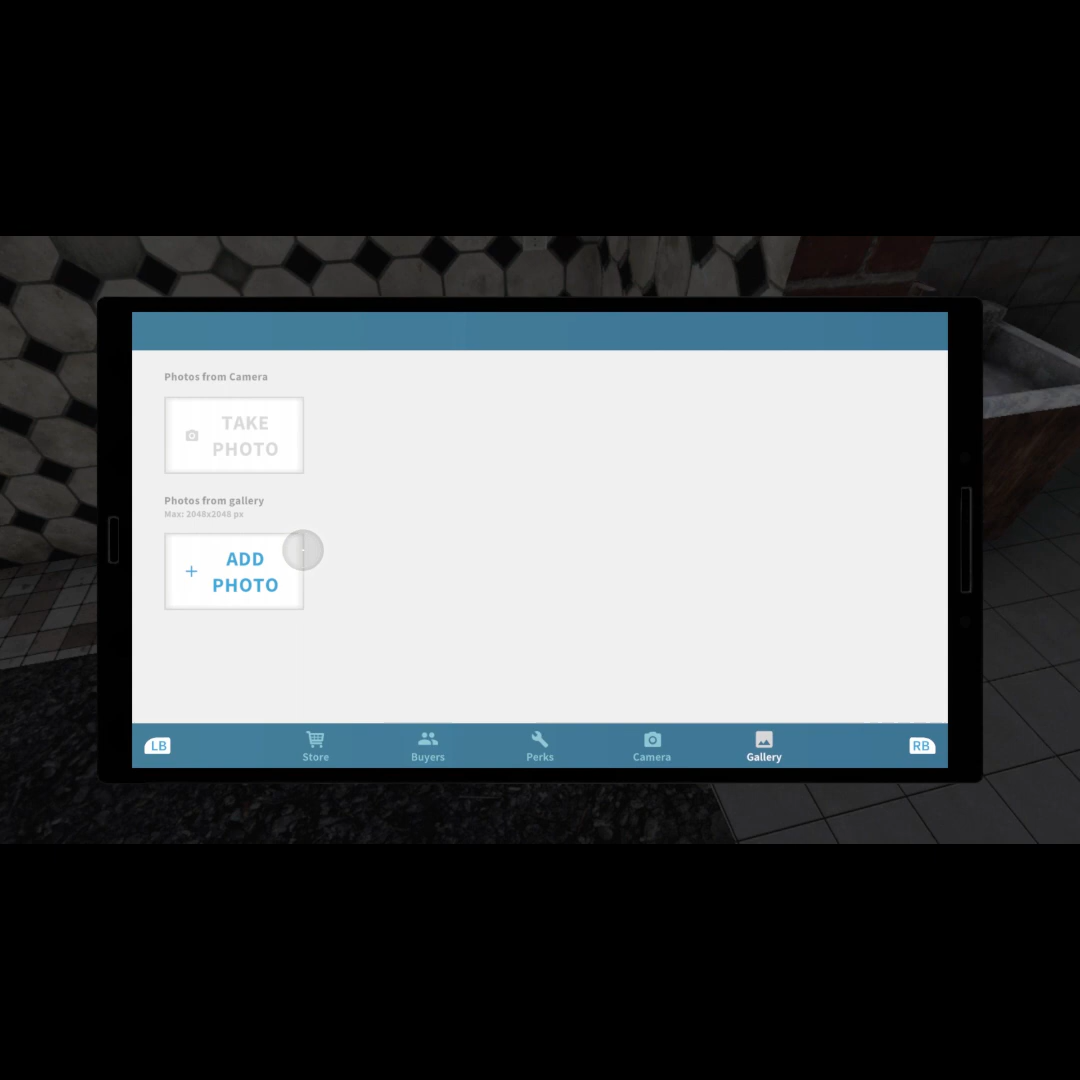 Photos from Camera
TAKE
PHOTO
Photos from gallery
Max: 2048x2048 px
+ ADD
PHOTO
LB
Store
Buyers
Perks
Camera
Gallery
RB